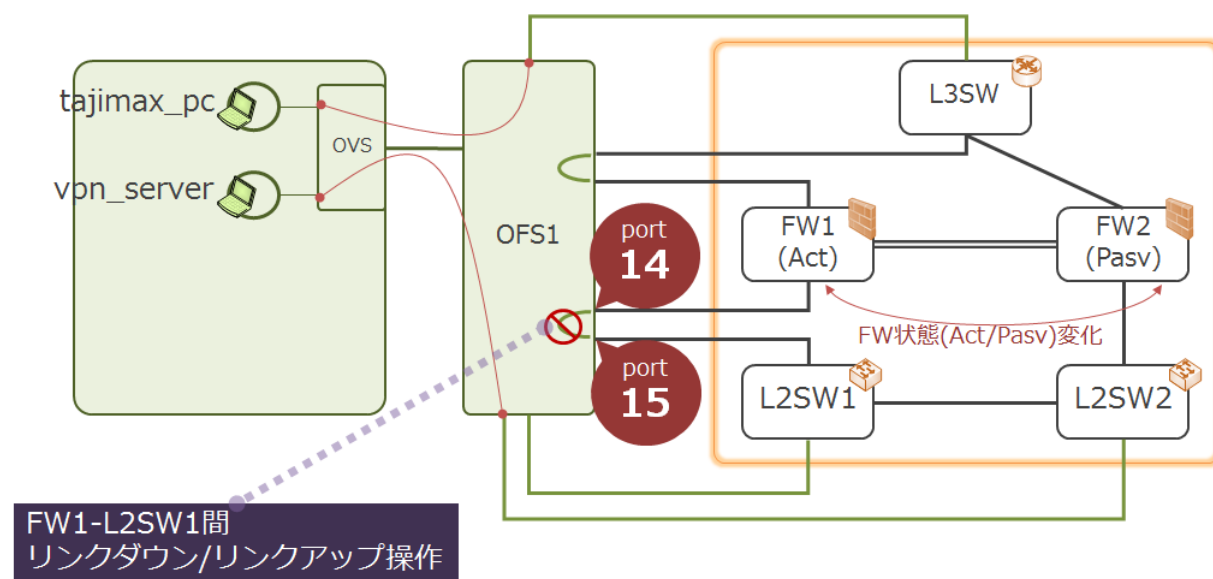 tajimax_pc
vpn_server
OVS
OFS1
port
14
port
15
L3SW
FW1
(Act)
FW2
(Pasv)
FW状態(Act/Pasv)変化
L2SW1
L2SW2
FW1-L2SW1間
リンクダウン/リンクアップ操作